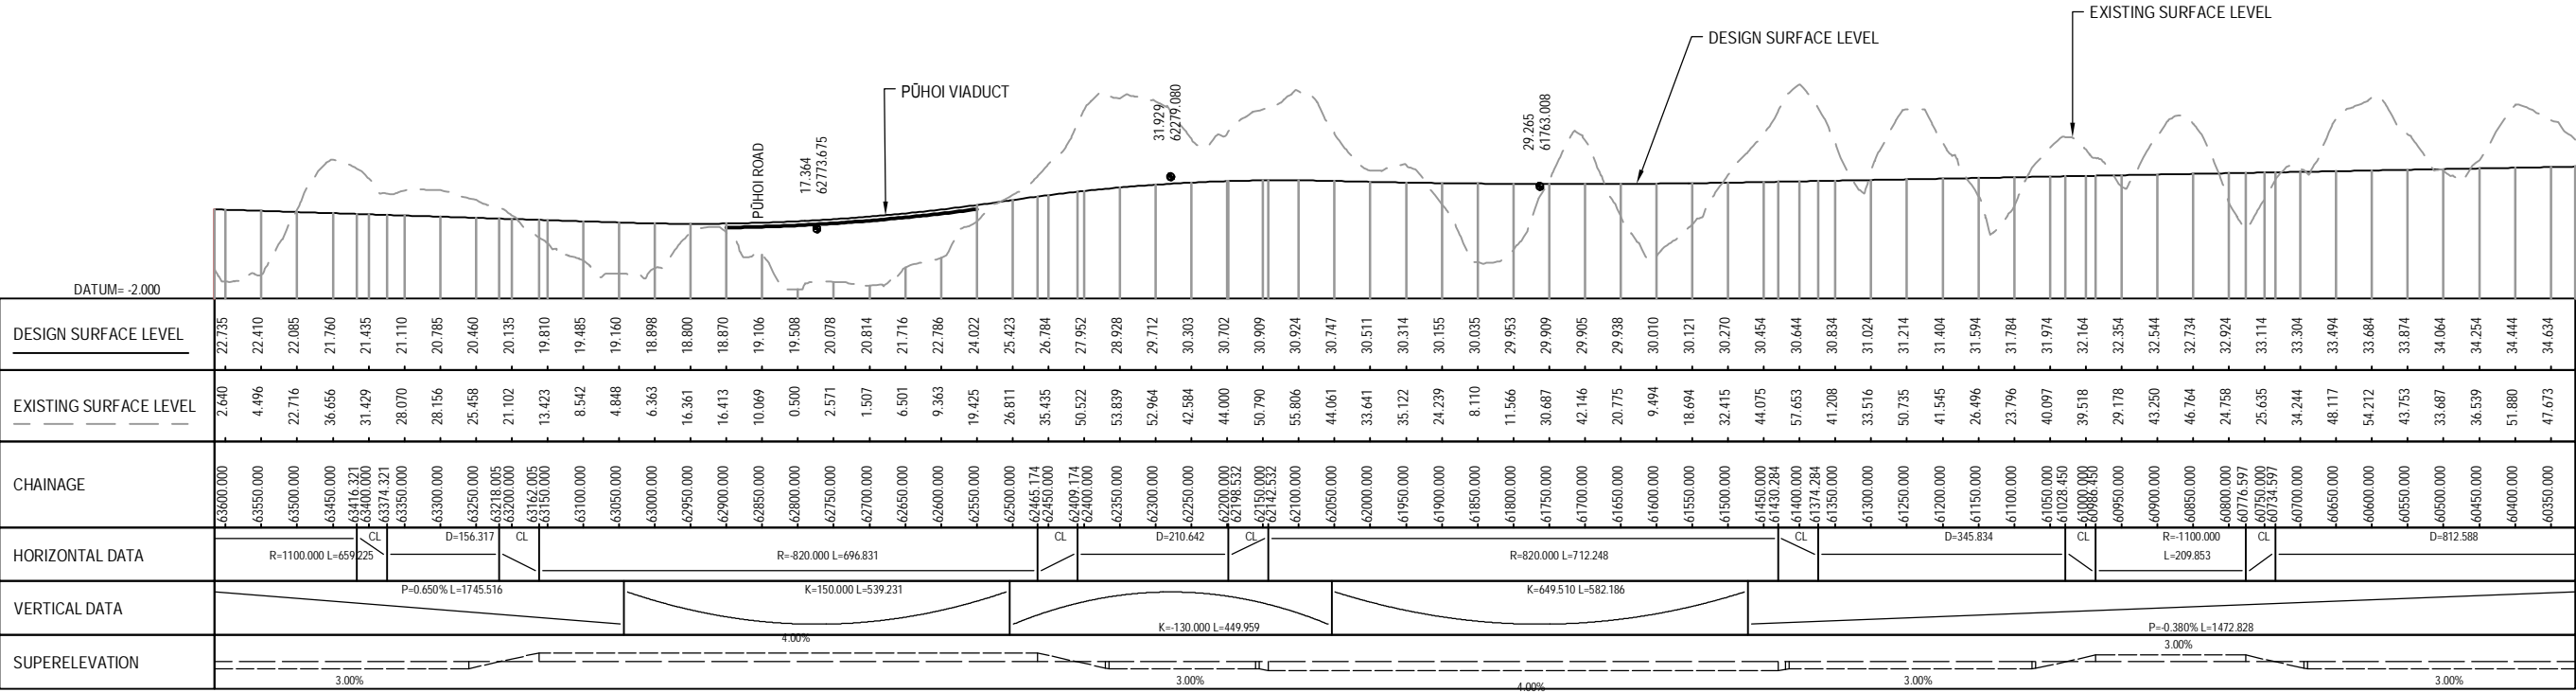 EXISTING SURFACE LEVEL
DESIGN SURFACE LEVEL
PŪHOI VIADUCT
PŪHOI ROAD
17.364
62773.675
31.929
62279.080
29.265
61763.008
DATUM= -2.000
DESIGN SURFACE LEVEL
22.735 22.410 22.085 21.760 21.435 21.110 20.785 20.460 20.135 19.810 19.485 19.160 18.898 18.800 18.870 19.106 19.508 20.078 20.814 21.716 22.786 24.022 25.423 26.784 27.952 28.928 29.712 30.303 30.702 30.909 30.924 30.747 30.511 30.314 30.155 30.035 29.953 29.909 29.905 29.938 30.010 30.121 30.270 30.454 30.644 30.834 31.024 31.214 31.404 31.594 31.784 31.974 32.164 32.354 32.544 32.734 32.924 33.114 33.304 33.494 33.684 33.874 34.064 34.254 34.444 34.634
EXISTING SURFACE LEVEL
2.640 4.496 22.716 36.656 31.429 28.070 28.156 25.458 21.102 13.423 8.542 4.848 6.363 16.361 16.413 10.069 0.500 2.571 1.507 6.501 9.363 19.425 26.811 35.435 50.522 53.839 52.964 42.584 44.000 50.790 55.806 44.061 33.641 35.122 24.239 8.110 11.566 30.687 42.146 20.775 9.494 18.694 32.415 44.075 57.653 41.208 33.516 50.735 41.545 26.496 23.796 40.097 39.518 29.178 43.250 46.764 24.758 25.635 34.244 48.117 54.212 43.753 33.687 36.539 51.880 47.673
CHAINAGE
63600.000 63550.000 63500.000 63450.000 63416.321 63400.000 63374.321 63350.000 63300.000 63250.000 63218.005 63200.000 63162.005 63150.000 63100.000 63050.000 63000.000 62950.000 62900.000 62850.000 62800.000 62750.000 62700.000 62650.000 62600.000 62550.000 62500.000 62465.174 62450.000 62409.174 62400.000 62350.000 62300.000 62250.000 62200.000 62198.532 62150.000 62142.532 62100.000 62050.000 62000.000 61950.000 61900.000 61850.000 61800.000 61750.000 61700.000 61650.000 61600.000 61550.000 61500.000 61450.000 61430.284 61400.000 61374.284 61350.000 61300.000 61250.000 61200.000 61150.000 61100.000 61050.000 61028.450 61000.000 60986.450 60950.000 60900.000 60850.000 60800.000 60776.597 60750.000 60734.597 60700.000 60650.000 60600.000 60550.000 60500.000 60450.000 60400.000 60350.000
HORIZONTAL DATA
R=1100.000 L=659.225
CL
D=156.317
CL
R=-820.000 L=696.831
CL
D=210.642
CL
R=820.000 L=712.248
CL
D=345.834
CL
R=-1100.000
L=209.853
CL
D=812.588
VERTICAL DATA
P=0.650% L=1745.516
K=150.000 L=539.231
K=-130.000 L=449.959
K=649.510 L=582.186
P=-0.380% L=1472.828
SUPERELEVATION
3.00%
4.00%
3.00%
4.00%
3.00%
3.00%
3.00%